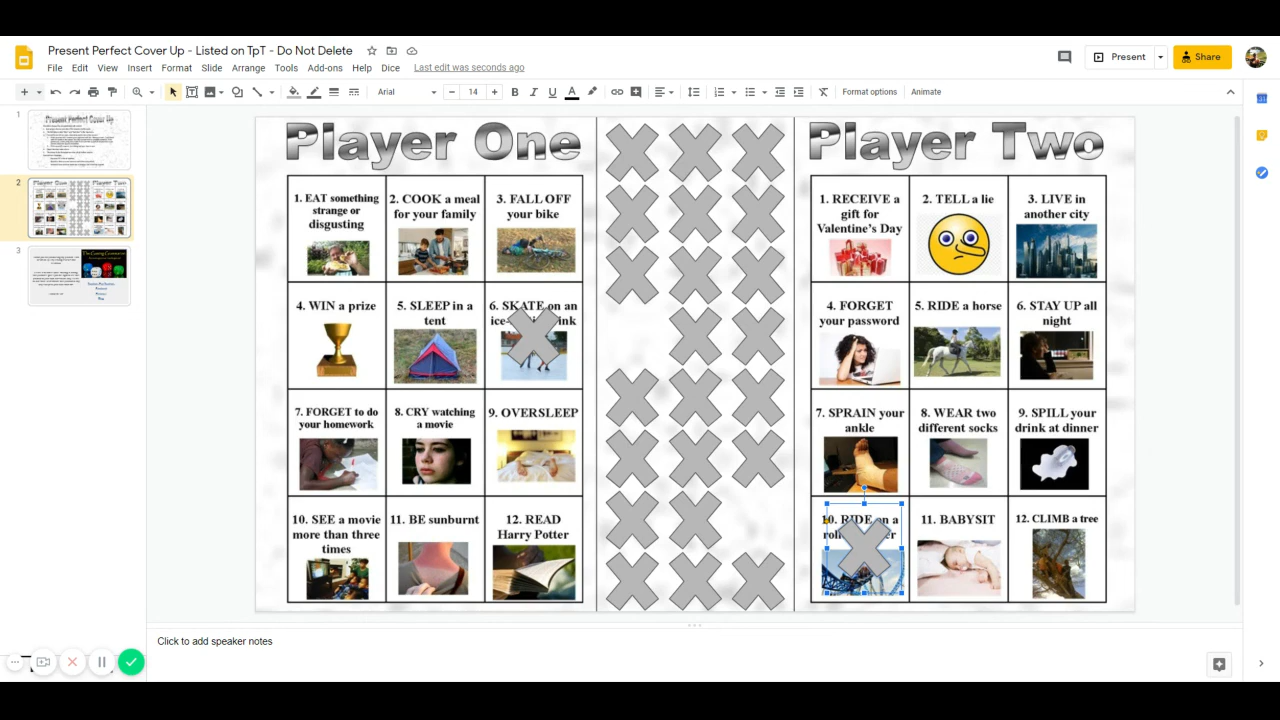 Present Perfect Cover Up - Listed on TpT - Do Not Delete
File Edit View Insert Format Slide Arrange Tools Add-ons Help Dice Last edit was seconds ago
Present
Share
Arial
14
B I U A
Format options
Animate
1
2
3
Player One
Player Two
1. EAT something
strange or
disgusting
2. COOK a meal
for your family
3. FALL OFF
your bike
4. WIN a prize
5. SLEEP in a
tent
6. SKATE on an
7. FORGET to do
your homework
8. CRY watching
a movie
9. OVERSLEEP
10. SEE a movie
more than three
times
11. BE sunburnt
12. READ
Harry Potter
1. RECEIVE a
gift for
Valentine's Day
2. TELL a lie
3. LIVE in
another city
4. FORGET
your password
5. RIDE a horse
6. STAY UP all
night
7. SPRAIN your
ankle
8. WEAR two
different socks
9. SPILL your
drink at dinner
10. RIDE on a
11. BABYSIT
12. CLIMB a tree
Click to add speaker notes